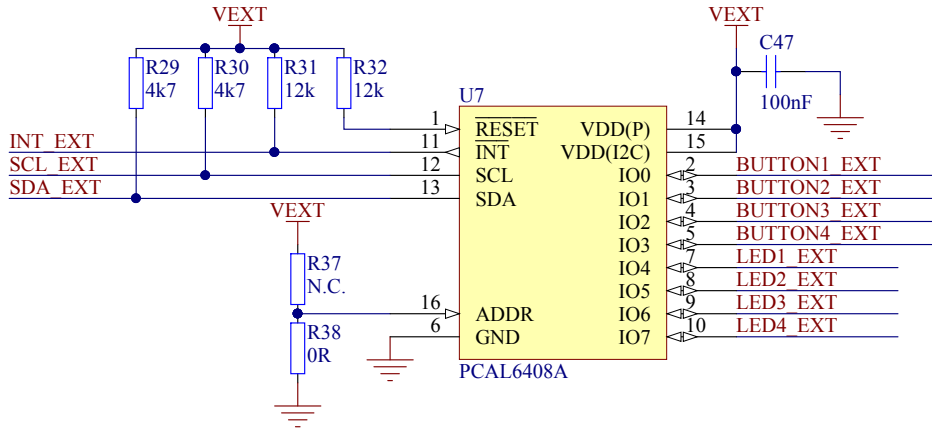 VEXT
VEXT
R29
4k7
R30
4k7
R31
12k
R32
12k
C47
100nF
U7
1
RESET
VDD(P)
14
INT_EXT
11
INT
VDD(I2C)
15
SCL_EXT
12
SCL
IO0
2
BUTTON1_EXT
SDA_EXT
13
SDA
IO1
3
BUTTON2_EXT
IO2
4
BUTTON3_EXT
IO3
5
BUTTON4_EXT
VEXT
R37
N.C.
IO4
7
LED1_EXT
IO5
8
LED2_EXT
16
ADDR
IO6
9
LED3_EXT
R38
0R
6
GND
IO7
10
LED4_EXT
PCAL6408A